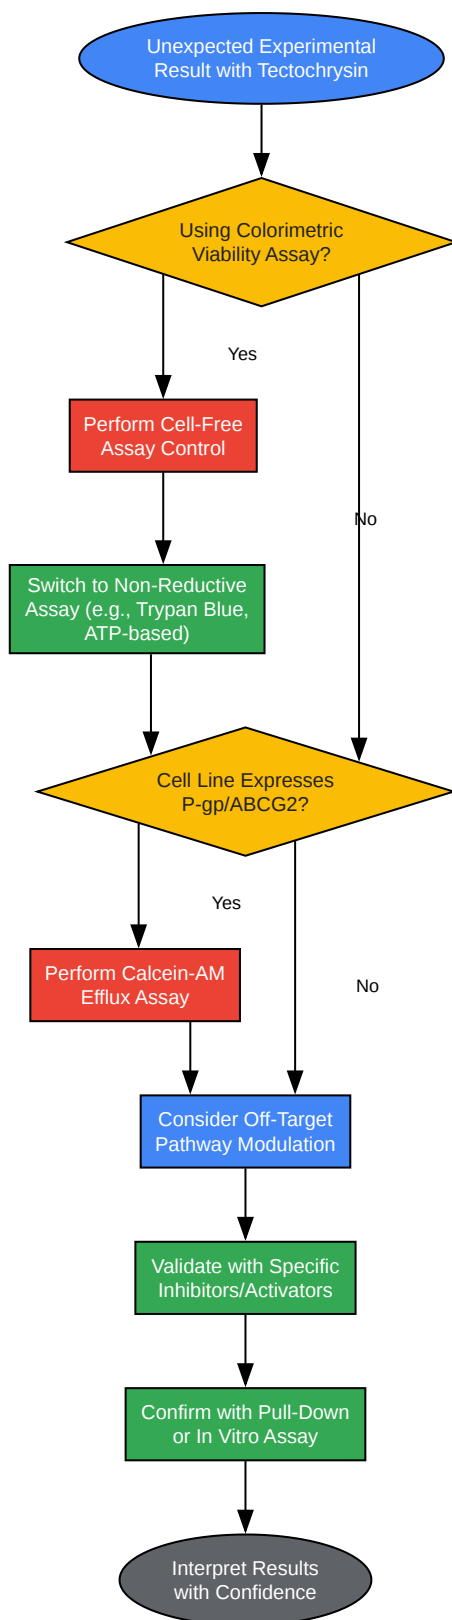 Unexpected Experimental
Result with Tectochrysin
Using Colorimetric
Viability Assay?
Yes
Perform Cell-Free
Assay Control
No
Switch to Non-Reductive
Assay (e.g., Trypan Blue,
ATP-based)
Cell Line Expresses
P-gp/ABCG2?
Yes
Perform Calcein-AM
Efflux Assay
No
Consider Off-Target
Pathway Modulation
Validate with Specific
Inhibitors/Activators
Confirm with Pull-Down
or In Vitro Assay
Interpret Results
with Confidence